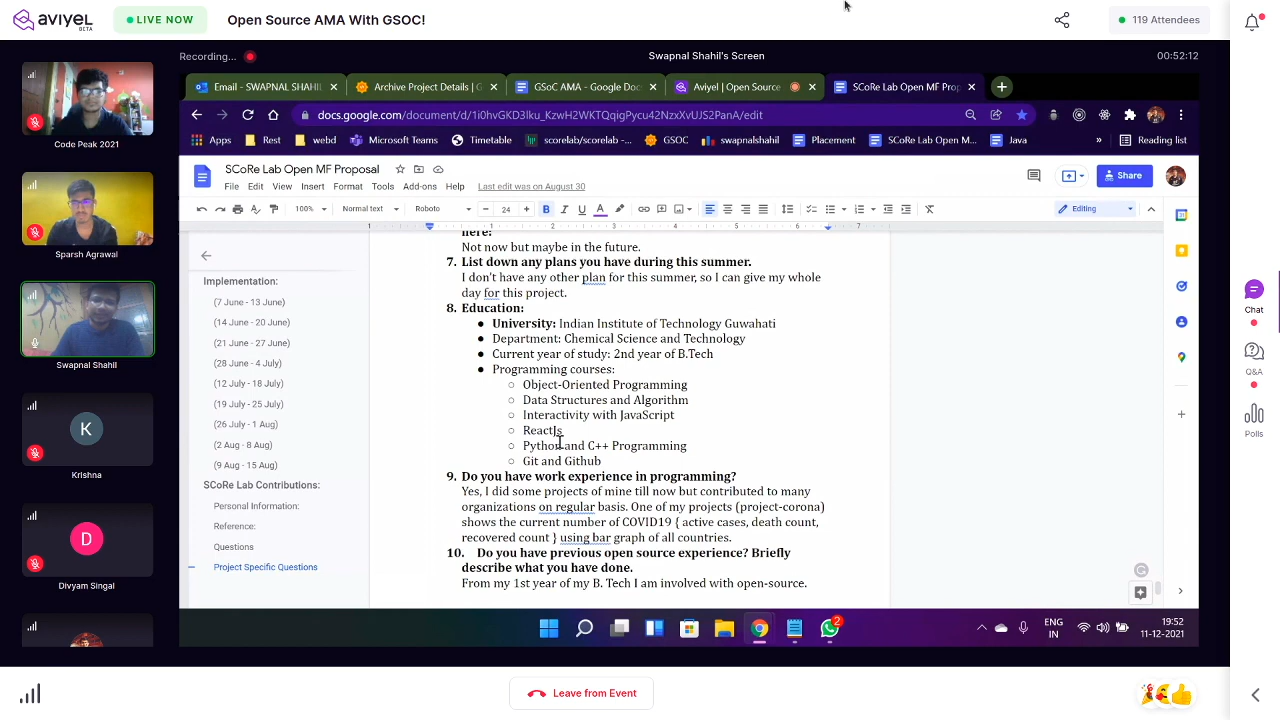 AVIYEL
BETA
LIVE NOW
Open Source AMA With GSOC!
119 Attendees
Recording...
Swapnal Shahil's Screen
00:52:12
Code Peak 2021
Sparsh Agrawal
Swapnal Shahil
K
Krishna
D
Divyam Singal
Email - SWAPNAL SHAHIL
Archive Project Details | G
GSoC AMA - Google Doc
Aviyel | Open Source
SCoRe Lab Open MF Prop
docs.google.com/document/d/1i0hvGKD3lku_KzwH2WKTQqigPycu42NzxXvUJS2PanA/edit
Apps
Rest
webd
Microsoft Teams
Timetable
scorelab/scorelab -...
GSOC
swapnalshahil
Placement
SCoRe Lab Open M...
Java
»
Reading list
SCoRe Lab Open MF Proposal
File Edit View Insert Format Tools Add-ons Help Last edit was on August 30
Share
100% Normal text Roboto 24 B I U A Editing
1 1 2 3 4 5 6 7
Implementation:
(7 June - 13 June)
(14 June - 20 June)
(21 June - 27 June)
(28 June - 4 July)
(12 July - 18 July)
(19 July - 25 July)
(26 July - 1 Aug)
(2 Aug - 8 Aug)
(9 Aug - 15 Aug)
SCoRe Lab Contributions:
Personal Information:
Reference:
Questions
Project Specific Questions
here:
Not now but maybe in the future.
7. List down any plans you have during this summer.
I don't have any other plan for this summer, so I can give my whole
day for this project.
8. Education:
● University: Indian Institute of Technology Guwahati
● Department: Chemical Science and Technology
● Current year of study: 2nd year of B.Tech
● Programming courses:
○ Object-Oriented Programming
○ Data Structures and Algorithm
○ Interactivity with JavaScript
○ ReactJs
○ Python and C++ Programming
○ Git and Github
9. Do you have work experience in programming?
Yes, I did some projects of mine till now but contributed to many
organizations on regular basis. One of my projects (project-corona)
shows the current number of COVID19 { active cases, death count,
recovered count } using bar graph of all countries.
10. Do you have previous open source experience? Briefly
describe what you have done.
From my 1st year of my B. Tech I am involved with open-source.
2
ENG
IN
19:52
11-12-2021
Leave from Event
Chat
Q&A
Polls